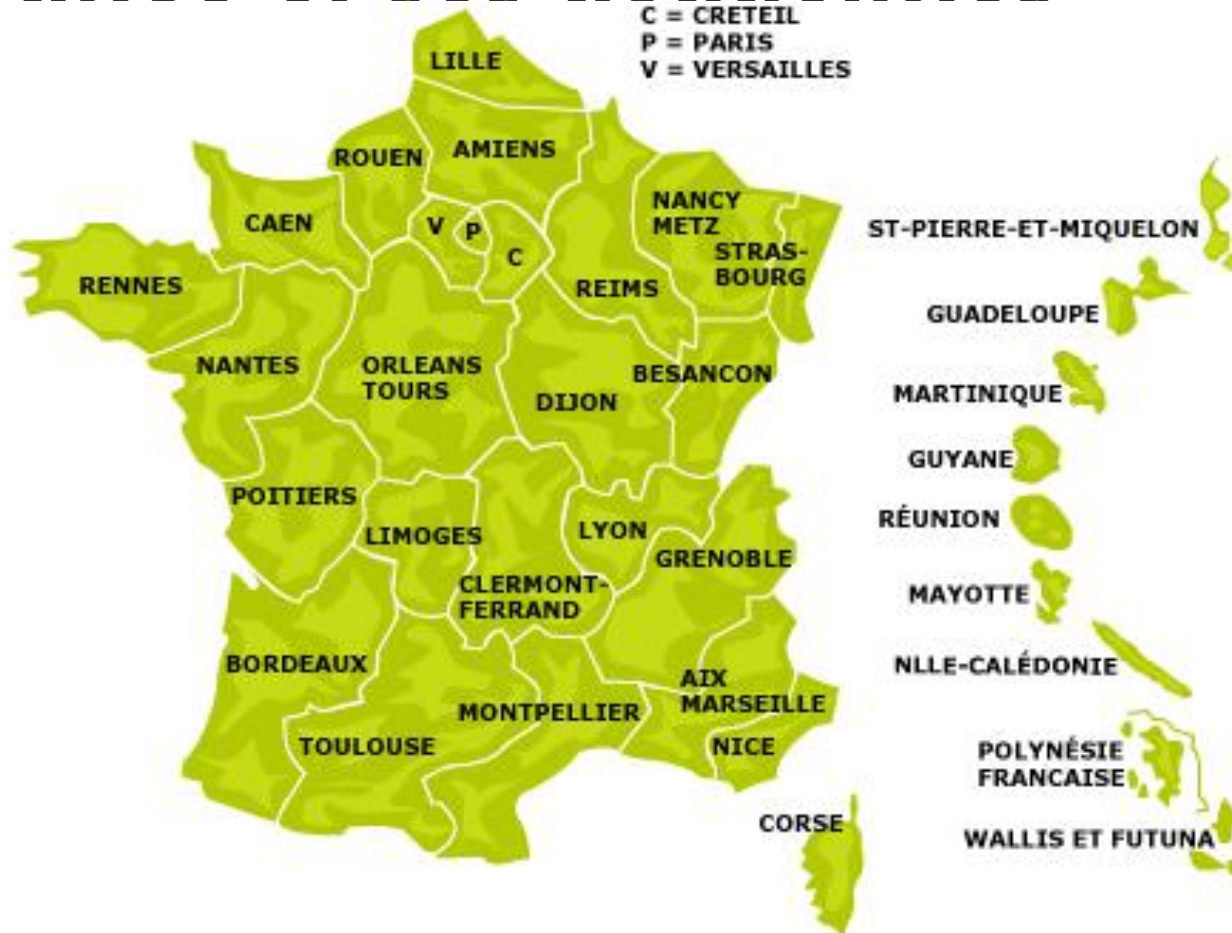 C = CRETEIL
P = PARIS
V = VERSAILLES
LILLE
AMIENS
ROUEN
CAEN
V
P
C
NANCY
METZ
STRAS-
BOURG
REIMS
RENNES
NANTES
ORLEANS
TOURS
DIJON
BESANCON
POITIERS
LIMOGES
CLERMONT-
FERRAND
LYON
GRENOBLE
BORDEAUX
TOULOUSE
MONTPELLIER
AIX
MARSEILLE
NICE
CORSE
ST-PIERRE-ET-MIQUELON
GUADELOUPE
MARTINIQUE
GUYANE
RÉUNION
MAYOTTE
NLLE-CALÉDONIE
POLYNÉSIE
FRANCAISE
WALLIS ET FUTUNA